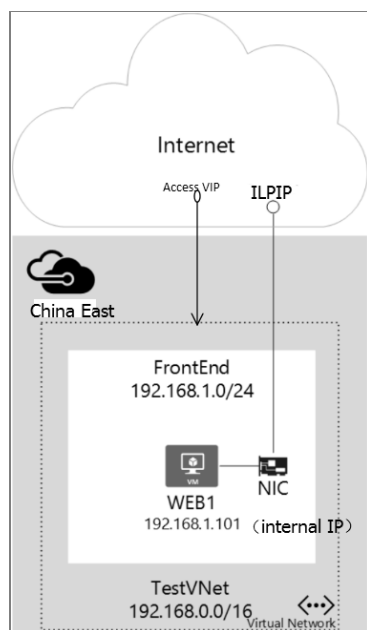 Internet
Access VIP
ILPIP
China East
FrontEnd
192.168.1.0/24
VM
WEB1
NIC
192.168.1.101 （internal IP）
TestVNet
192.168.0.0/16
Virtual Network